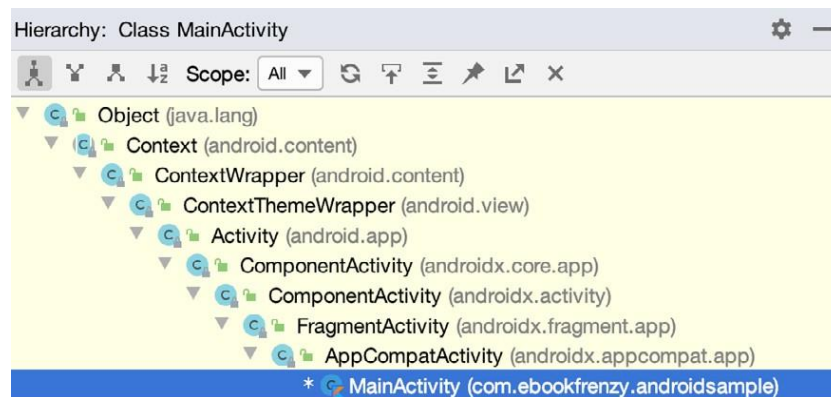 Hierarchy: Class MainActivity
Scope: All
Object (java.lang)
Context (android.content)
ContextWrapper (android.content)
ContextThemeWrapper (android.view)
Activity (android.app)
ComponentActivity (androidx.core.app)
ComponentActivity (androidx.activity)
FragmentActivity (androidx.fragment.app)
AppCompatActivity (androidx.appcompat.app)
* MainActivity (com.ebookfrenzy.androidsample)